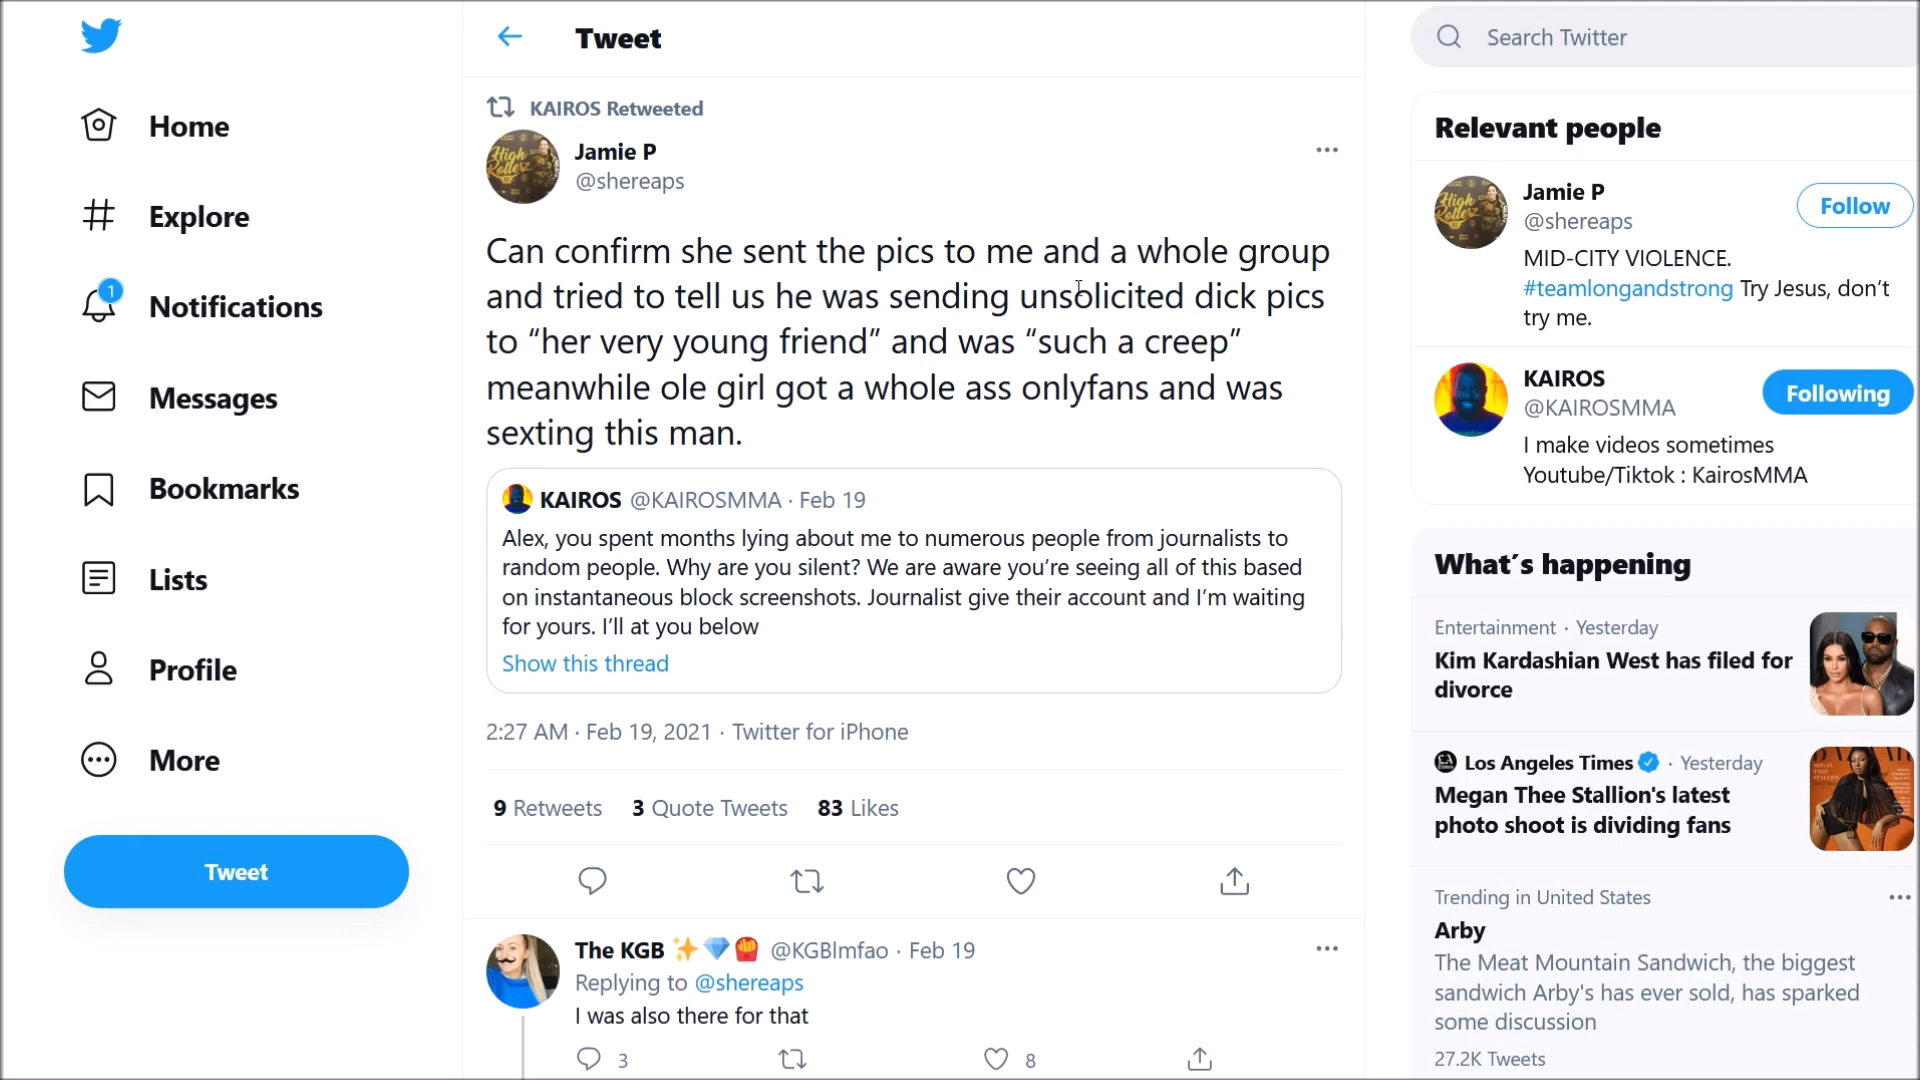 Home
Explore
1
Notifications
Messages
Bookmarks
Lists
Profile
More
Tweet
Tweet
KAIROS Retweeted
Jamie P
@shereaps
Can confirm she sent the pics to me and a whole group
and tried to tell us he was sending unsolicited dick pics
to “her very young friend” and was “such a creep”
meanwhile ole girl got a whole ass onlyfans and was
sexting this man.
KAIROS @KAIROSMMA · Feb 19
Alex, you spent months lying about me to numerous people from journalists to
random people. Why are you silent? We are aware you’re seeing all of this based
on instantaneous block screenshots. Journalist give their account and I’m waiting
for yours. I’ll at you below
Show this thread
2:27 AM · Feb 19, 2021 · Twitter for iPhone
9 Retweets 3 Quote Tweets 83 Likes
The KGB ✨💎🍟 @KGBlmfao · Feb 19
Replying to @shereaps
I was also there for that
3 8
Search Twitter
Relevant people
Jamie P
@shereaps
Follow
MID-CITY VIOLENCE.
#teamlongandstrong Try Jesus, don’t
try me.
KAIROS
@KAIROSMMA
Following
I make videos sometimes
Youtube/Tiktok : KairosMMA
What’s happening
Entertainment · Yesterday
Kim Kardashian West has filed for
divorce
Los Angeles Times · Yesterday
Megan Thee Stallion's latest
photo shoot is dividing fans
Trending in United States
Arby
The Meat Mountain Sandwich, the biggest
sandwich Arby's has ever sold, has sparked
some discussion
27.2K Tweets